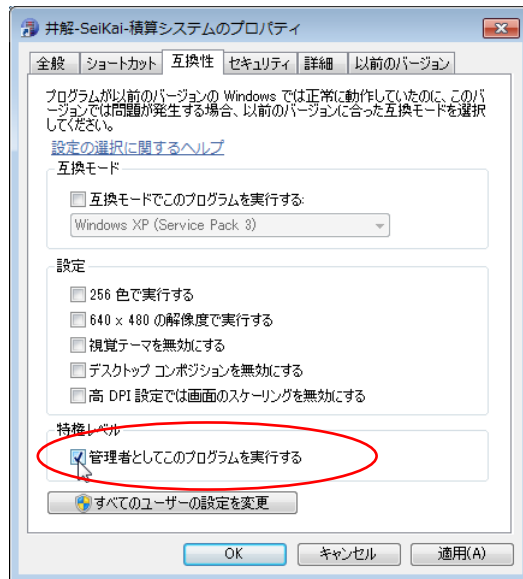 井解-SeiKai-積算システムのプロパティ
全般 ショートカット 互換性 セキュリティ 詳細 以前のバージョン
プログラムが以前のバージョンの Windows では正常に動作していたのに、このバ
ージョンでは問題が発生する場合、以前のバージョンに合った互換モードを選択
してください。
設定の選択に関するヘルプ
互換モード
互換モードでこのプログラムを実行する:
Windows XP (Service Pack 3)
設定
256 色で実行する
640 x 480 の解像度で実行する
視覚テーマを無効にする
デスクトップ コンポジションを無効にする
高 DPI 設定では画面のスケーリングを無効にする
特権レベル
管理者としてこのプログラムを実行する
すべてのユーザーの設定を変更
OK キャンセル 適用(A)